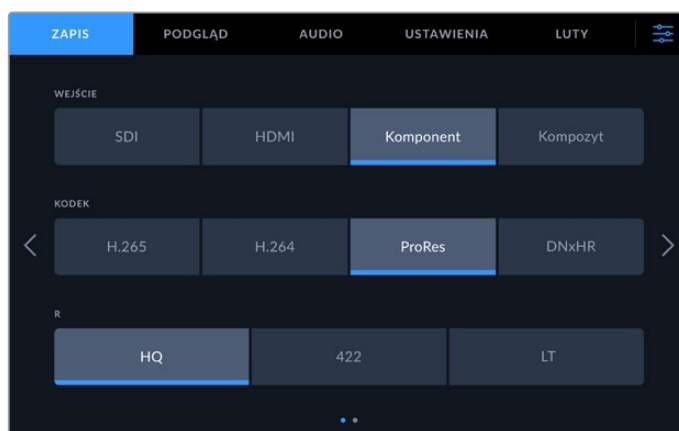 ZAPIS PODGLĄD AUDIO USTAWIENIA LUTY
WEJŚCIE
SDI HDMI Komponent Kompozyt
KODEK
H.265 H.264 ProRes DNxHR
R
HQ 422 LT